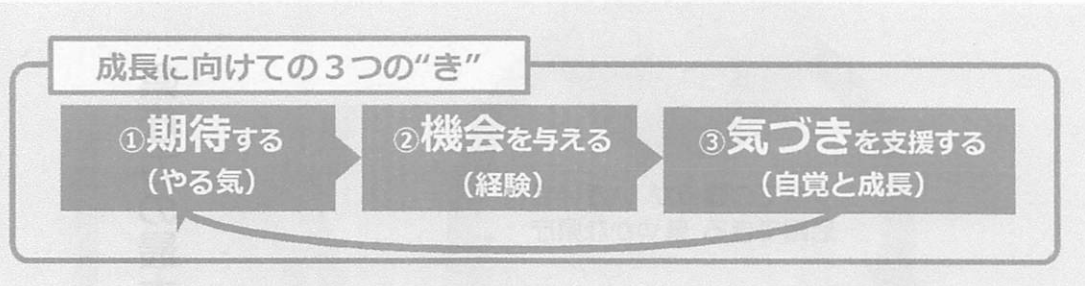 成長に向けての３つの“き”
①期待する
（やる気）
②機会を与える
（経験）
③気づきを支援する
（自覚と成長）